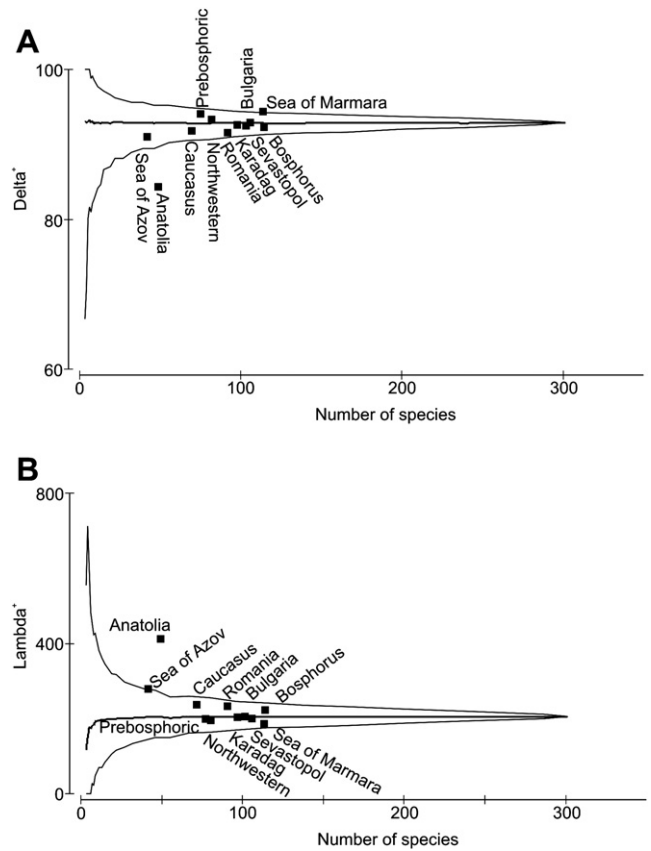 A
100
80
60
Delta⁺
Prebosphoric
Bulgaria
Sea of Marmara
Sea of Azov
Anatolia
Caucasus
Northwestern
Romania
Karadag
Sevastopol
Bosphorus
0
100
200
300
Number of species
B
800
400
0
Lambda⁺
Anatolia
Sea of Azov
Caucasus
Romania
Bulgaria
Bosphorus
Prebosphoric
Northwestern
Karadag
Sevastopol
Sea of Marmara
0
100
200
300
Number of species